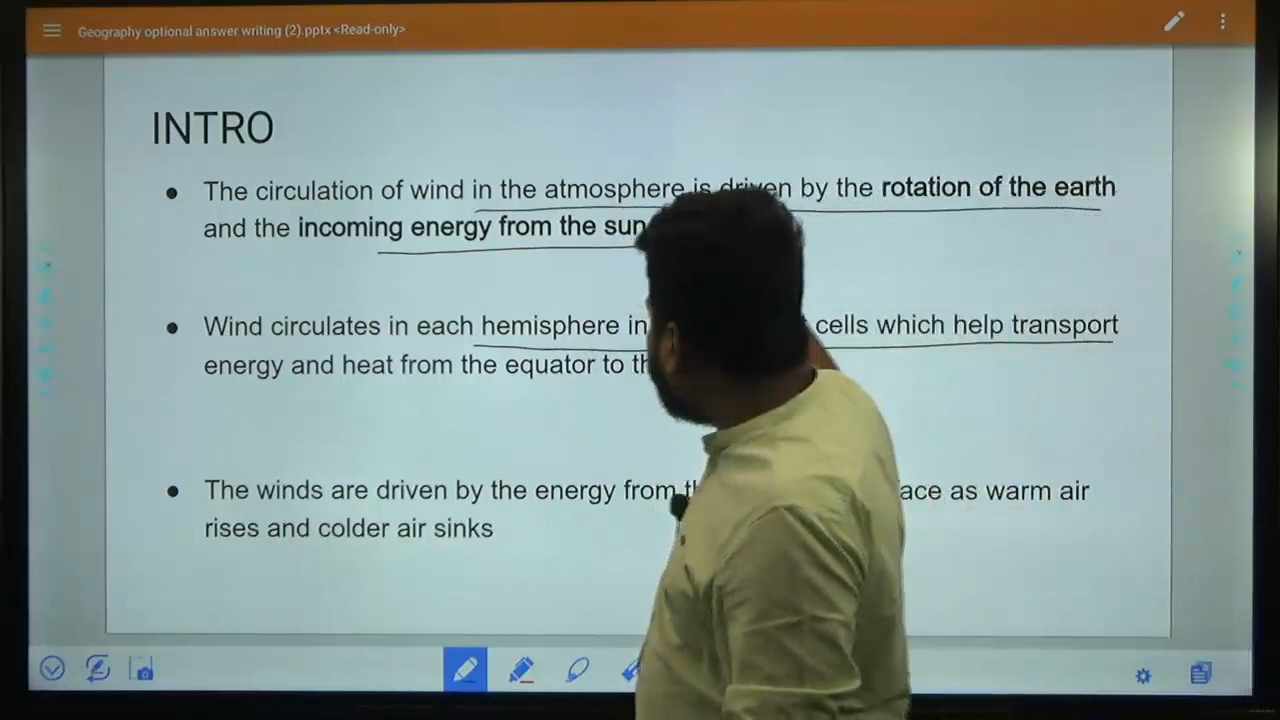 Geography optional answer writing (2).pptx <Read-only>
INTRO
● The circulation of wind in the atmosphere is driven by the rotation of the earth
and the incoming energy from the sun
● Wind circulates in each hemisphere in cells which help transport
energy and heat from the equator to
● The winds are driven by the energy from as warm air
rises and colder air sinks